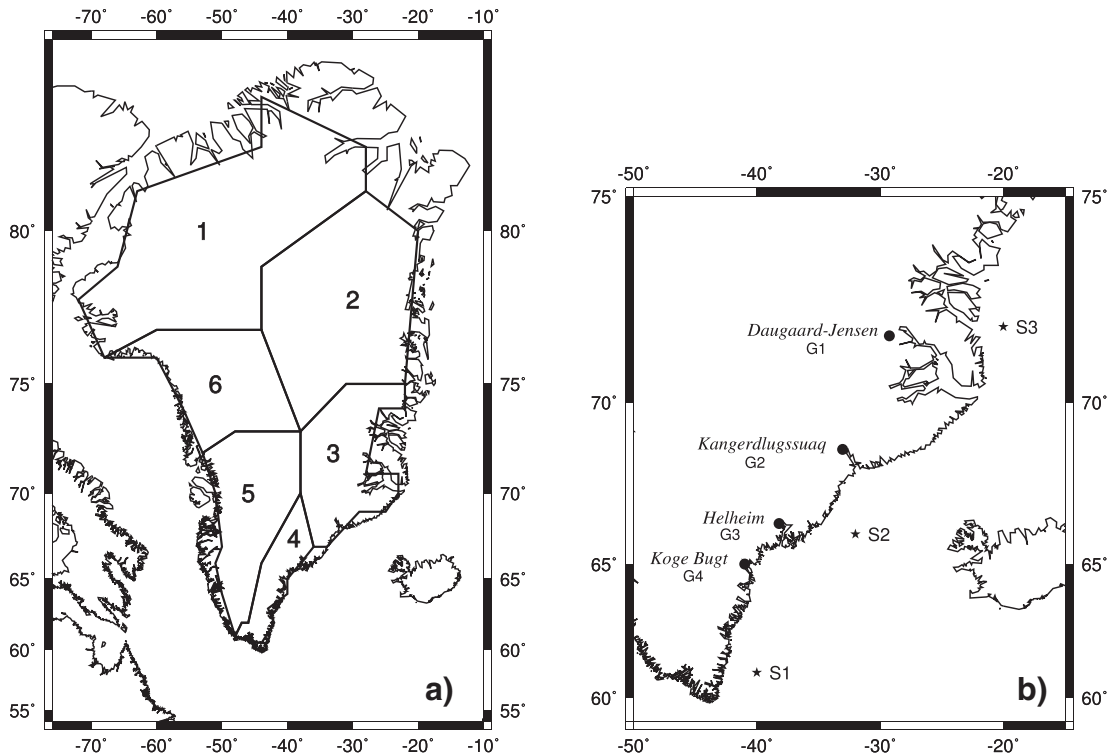 -70° -60° -50° -40° -30° -20° -10°
80° 80°
75° 75°
70° 70°
65° 65°
60° 60°
55° 55°
-70° -60° -50° -40° -30° -20° -10°
1
2
6
3
5
4
a)
-50° -40° -30° -20°
75° 75°
70° 70°
65° 65°
60° 60°
-50° -40° -30° -20°
Daugaard-Jensen
G1
S3
Kangerdlugssuaq
G2
Helheim
G3
S2
Koge Bugt
G4
S1
b)